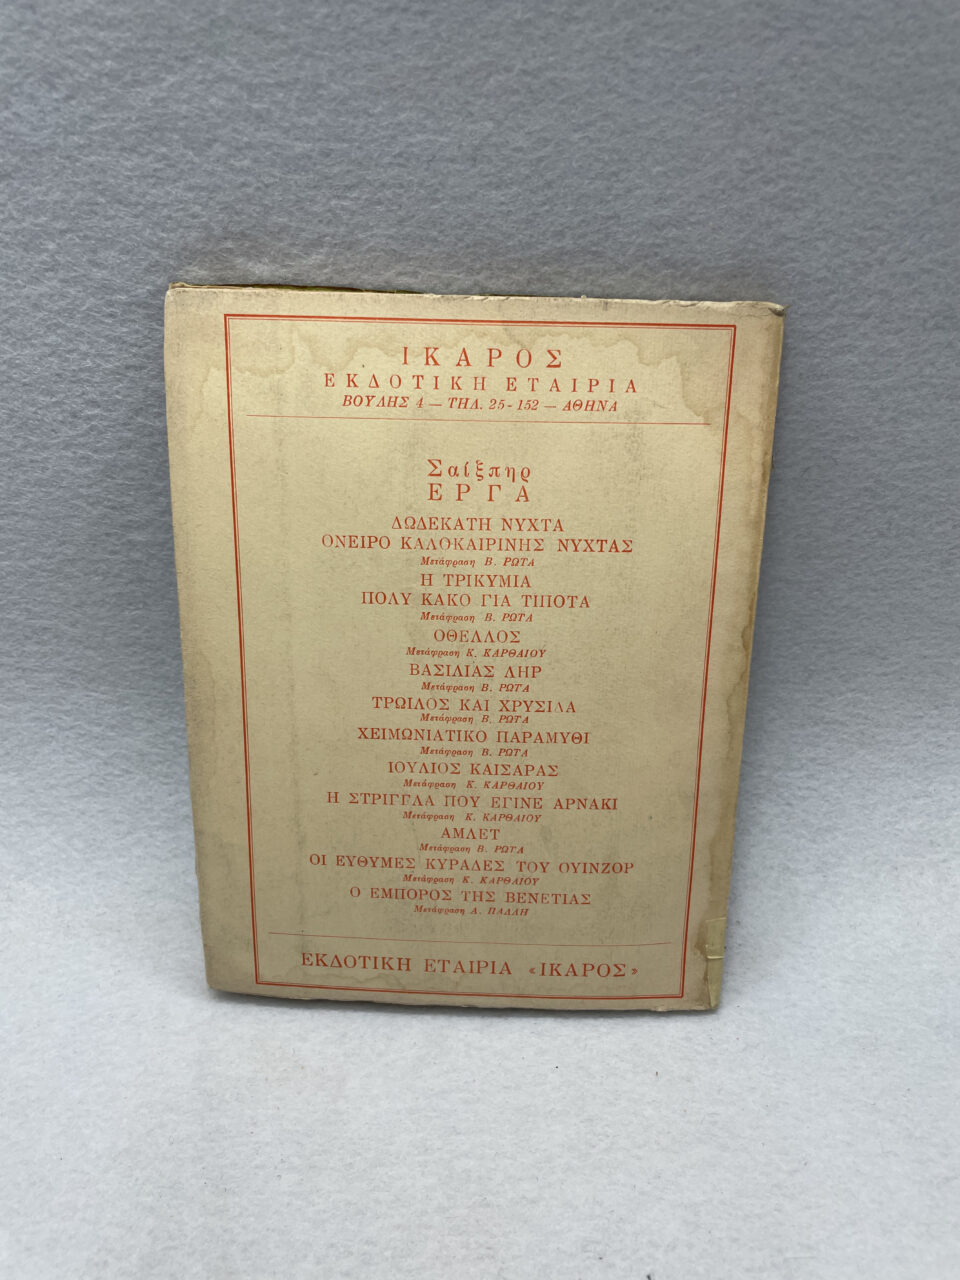 ΙΚΑΡΟΣ
ΕΚΔΟΤΙΚΗ ΕΤΑΙΡΙΑ
ΒΟΥΛΗΣ 4 — ΤΗΛ. 25-152 — ΑΘΗΝΑ
Σαίξπηρ
ΕΡΓΑ
ΔΩΔΕΚΑΤΗ ΝΥΧΤΑ
ΟΝΕΙΡΟ ΚΑΛΟΚΑΙΡΙΝΗΣ ΝΥΧΤΑΣ
Μετάφραση Β. ΡΩΤΑ
Η ΤΡΙΚΥΜΙΑ
ΠΟΛΥ ΚΑΚΟ ΓΙΑ ΤΙΠΟΤΑ
Μετάφραση Β. ΡΩΤΑ
ΟΘΕΛΛΟΣ
Μετάφραση Κ. ΚΑΡΘΑΙΟΥ
ΒΑΣΙΛΙΑΣ ΛΗΡ
Μετάφραση Β. ΡΩΤΑ
ΤΡΩΙΛΟΣ ΚΑΙ ΧΡΥΣΙΔΑ
Μετάφραση Β. ΡΩΤΑ
ΧΕΙΜΩΝΙΑΤΙΚΟ ΠΑΡΑΜΥΘΙ
Μετάφραση Β. ΡΩΤΑ
ΙΟΥΛΙΟΣ ΚΑΙΣΑΡΑΣ
Μετάφραση Κ. ΚΑΡΘΑΙΟΥ
Η ΣΤΡΙΓΓΛΑ ΠΟΥ ΕΓΙΝΕ ΑΡΝΑΚΙ
Μετάφραση Κ. ΚΑΡΘΑΙΟΥ
ΑΜΛΕΤ
Μετάφραση Β. ΡΩΤΑ
ΟΙ ΕΥΘΥΜΕΣ ΚΥΡΑΔΕΣ ΤΟΥ ΟΥΙΝΖΟΡ
Μετάφραση Κ. ΚΑΡΘΑΙΟΥ
Ο ΕΜΠΟΡΟΣ ΤΗΣ ΒΕΝΕΤΙΑΣ
Μετάφραση Α. ΠΑΛΛΗ
ΕΚΔΟΤΙΚΗ ΕΤΑΙΡΙΑ «ΙΚΑΡΟΣ»